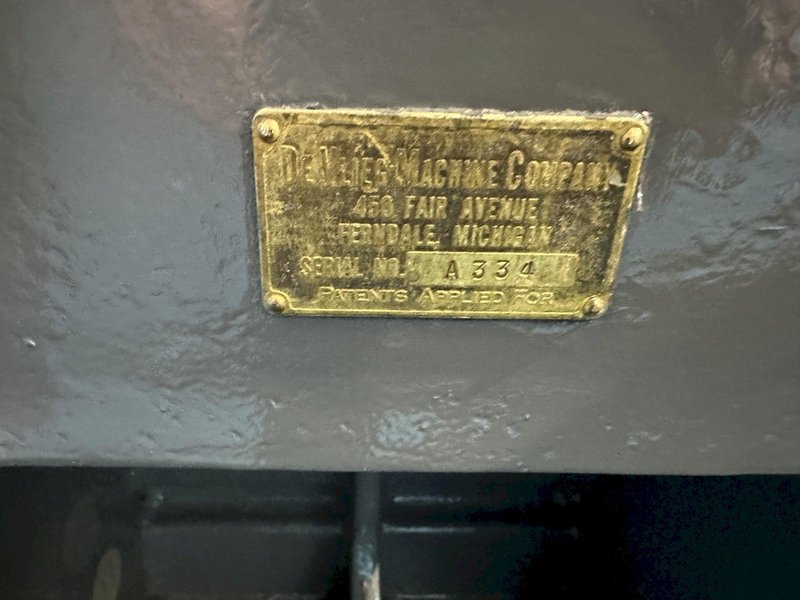 DeVlieg Machine Company
450 FAIR AVENUE
FERNDALE, MICHIGAN
SERIAL NO. A 334
PATENTS APPLIED FOR